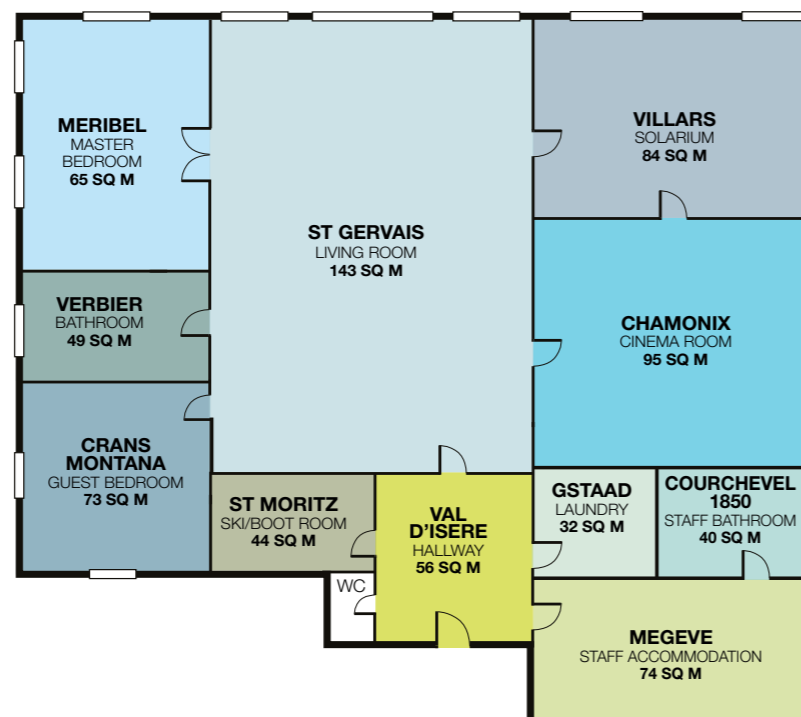 MERIBEL
MASTER
BEDROOM
65 SQ M
VERBIER
BATHROOM
49 SQ M
CRANS
MONTANA
GUEST BEDROOM
73 SQ M
ST GERVAIS
LIVING ROOM
143 SQ M
ST MORITZ
SKI/BOOT ROOM
44 SQ M
WC
VAL
D'ISERE
HALLWAY
56 SQ M
VILLARS
SOLARIUM
84 SQ M
CHAMONIX
CINEMA ROOM
95 SQ M
GSTAAD
LAUNDRY
32 SQ M
COURCHEVEL
1850
STAFF BATHROOM
40 SQ M
MEGEVE
STAFF ACCOMMODATION
74 SQ M